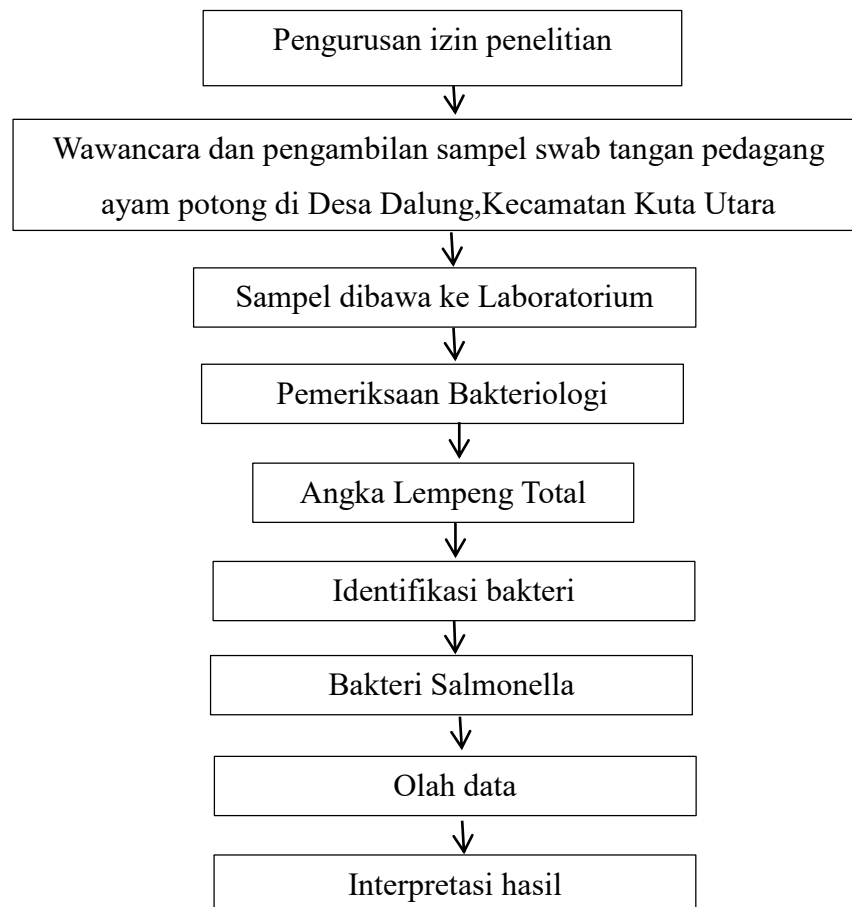 Pengurusan izin penelitian
Wawancara dan pengambilan sampel swab tangan pedagang
ayam potong di Desa Dalung,Kecamatan Kuta Utara
Sampel dibawa ke Laboratorium
Pemeriksaan Bakteriologi
Angka Lempeng Total
Identifikasi bakteri
Bakteri Salmonella
Olah data
Interpretasi hasil